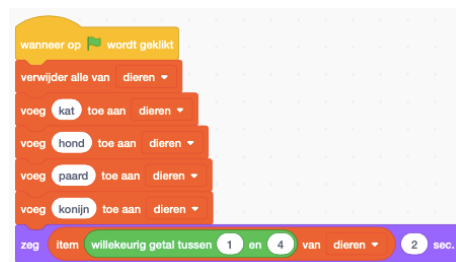 wanneer op wordt geklikt
verwijder alle van dieren
voeg kat toe aan dieren
voeg hond toe aan dieren
voeg paard toe aan dieren
voeg konijn toe aan dieren
zeg item willekeurig getal tussen 1 en 4 van dieren 2 sec.